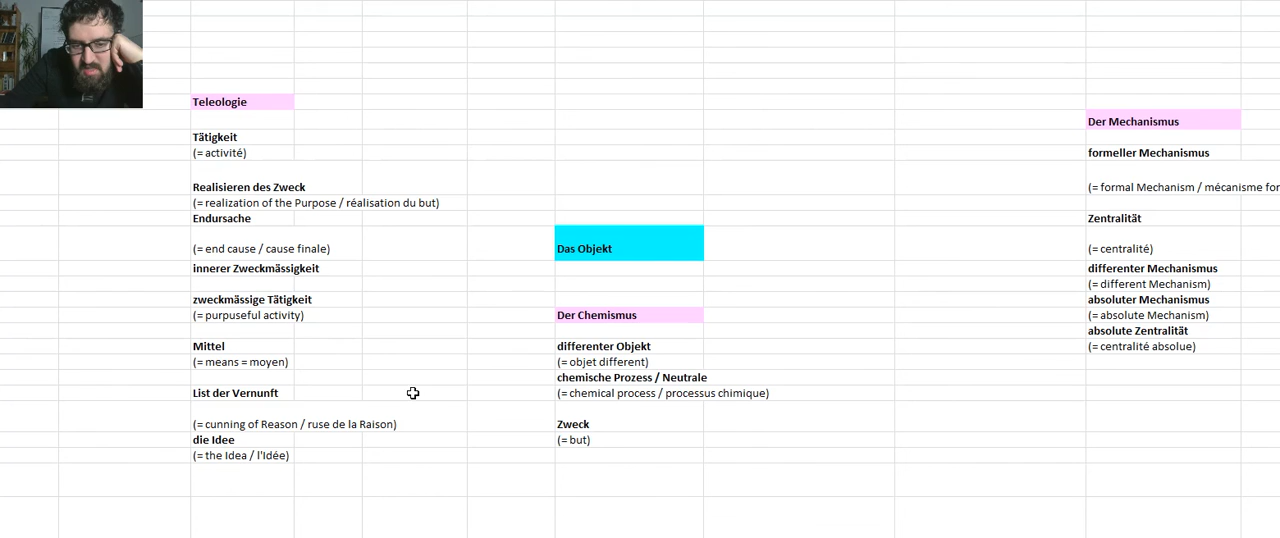 Teleologie
Tätigkeit
(= activité)
Realisieren des Zweck
(= realization of the Purpose / réalisation du but)
Endursache
(= end cause / cause finale)
innerer Zweckmässigkeit
zweckmässige Tätigkeit
(= purpuseful activity)
Mittel
(= means = moyen)
List der Vernunft
(= cunning of Reason / ruse de la Raison)
die Idee
(= the Idea / l'Idée)
Das Objekt
Der Chemismus
differenter Objekt
(= objet different)
chemische Prozess / Neutrale
(= chemical process / processus chimique)
Zweck
(= but)
Der Mechanismus
formeller Mechanismus
(= formal Mechanism / mécanisme for
Zentralität
(= centralité)
differenter Mechanismus
(= different Mechanism)
absoluter Mechanismus
(= absolute Mechanism)
absolute Zentralität
(= centralité absolue)